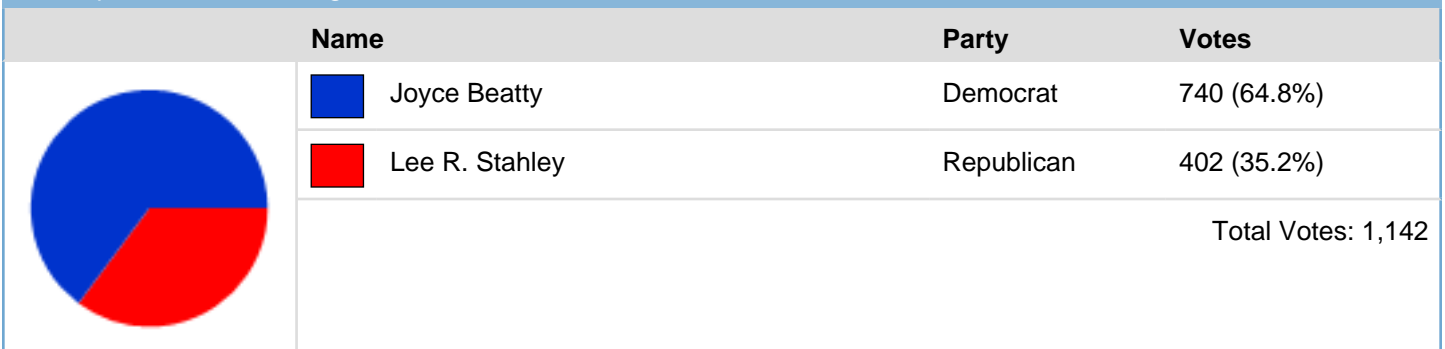 Name Party Votes
Joyce Beatty Democrat 740 (64.8%)
Lee R. Stahley Republican 402 (35.2%)
Total Votes: 1,142